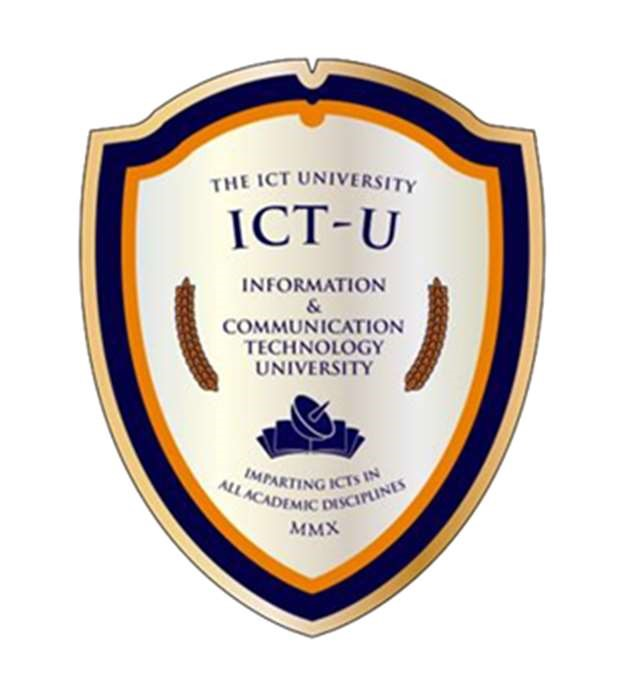 THE ICT UNIVERSITY
ICT-U
INFORMATION
&
COMMUNICATION
TECHNOLOGY
UNIVERSITY
IMPARTING ICTs IN
ALL ACADEMIC DISCIPLINES
MMX